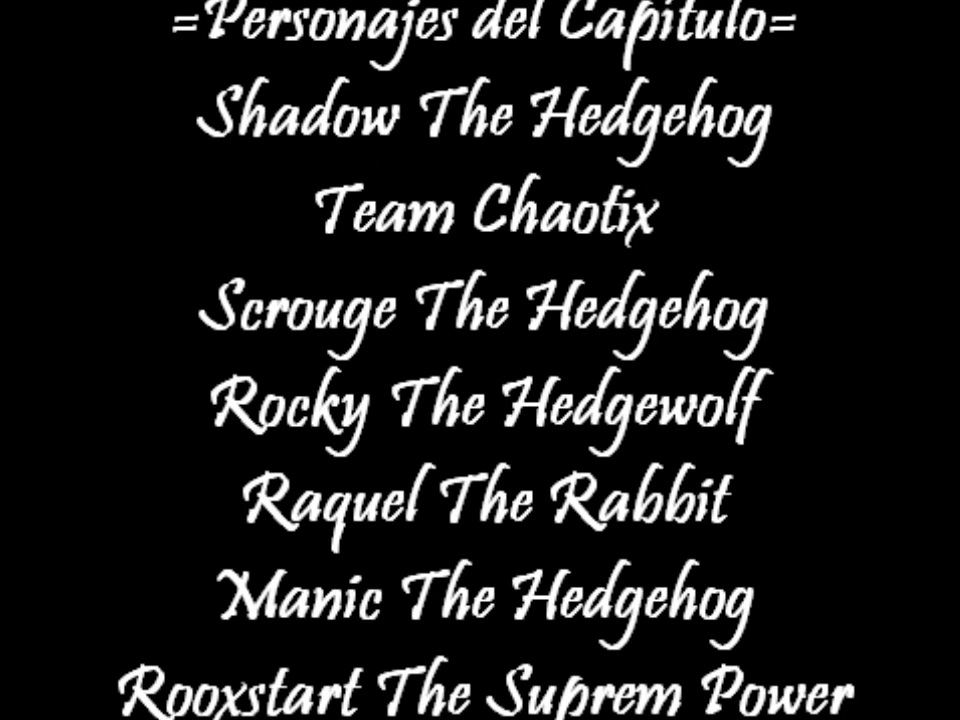 =Personajes del Capitulo=
Shadow The Hedgehog
Team Chaotix
Scrouge The Hedgehog
Rocky The Hedgewolf
Raquel The Rabbit
Manic The Hedgehog
Rooxstart The Suprem Power